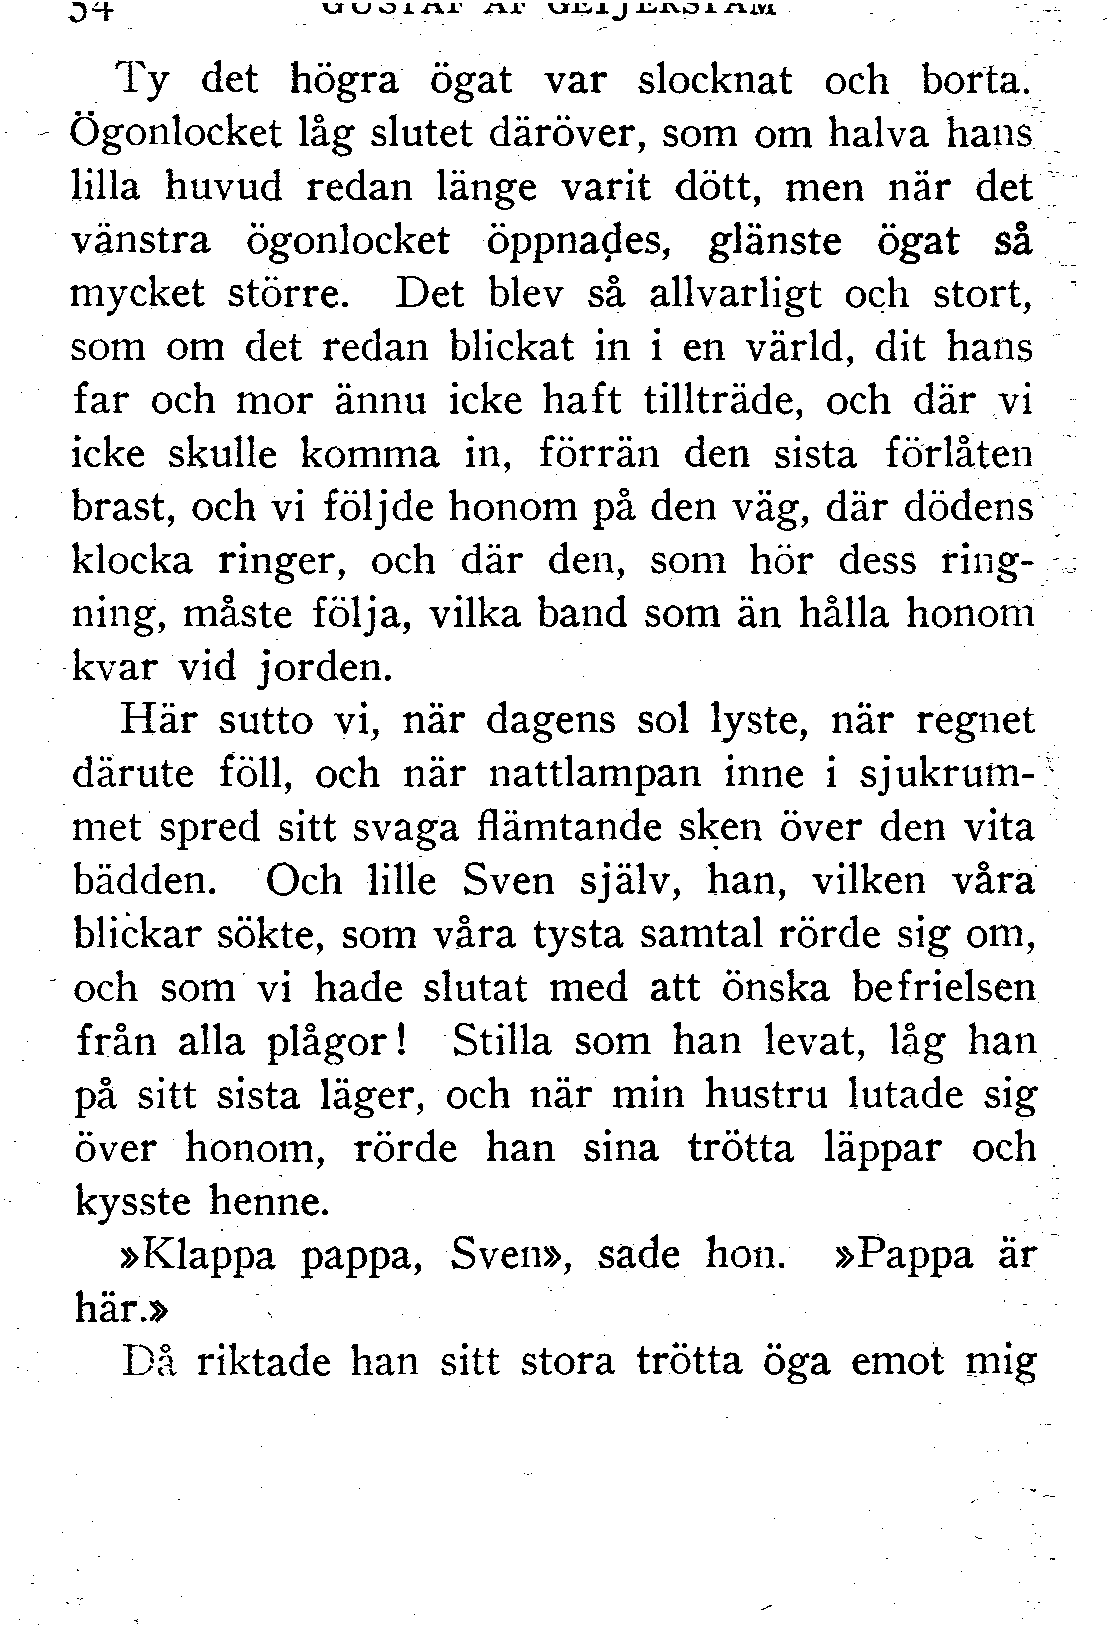 54 GUSTAF AF GEIJERSTAM
Ty det högra ögat var slocknat och borta.
Ögonlocket låg slutet däröver, som om halva hans
lilla huvud redan länge varit dött, men när det
vänstra ögonlocket öppnades, glänste ögat så
mycket större. Det blev så allvarligt och stort,
som om det redan blickat in i en värld, dit hans
far och mor ännu icke haft tillträde, och där vi
icke skulle komma in, förrän den sista förlåten
brast, och vi följde honom på den väg, där dödens
klocka ringer, och där den, som hör dess ring-
ning, måste följa, vilka band som än hålla honom
kvar vid jorden.
Här sutto vi, när dagens sol lyste, när regnet
därute föll, och när nattlampan inne i sjukrum-
met spred sitt svaga flämtande sken över den vita
bädden. Och lille Sven själv, han, vilken våra
blickar sökte, som våra tysta samtal rörde sig om,
och som vi hade slutat med att önska befrielsen
från alla plågor! Stilla som han levat, låg han
på sitt sista läger, och när min hustru lutade sig
över honom, rörde han sina trötta läppar och
kysste henne.
»Klappa pappa, Sven», sade hon. »Pappa är
här.»
Då riktade han sitt stora trötta öga emot mig